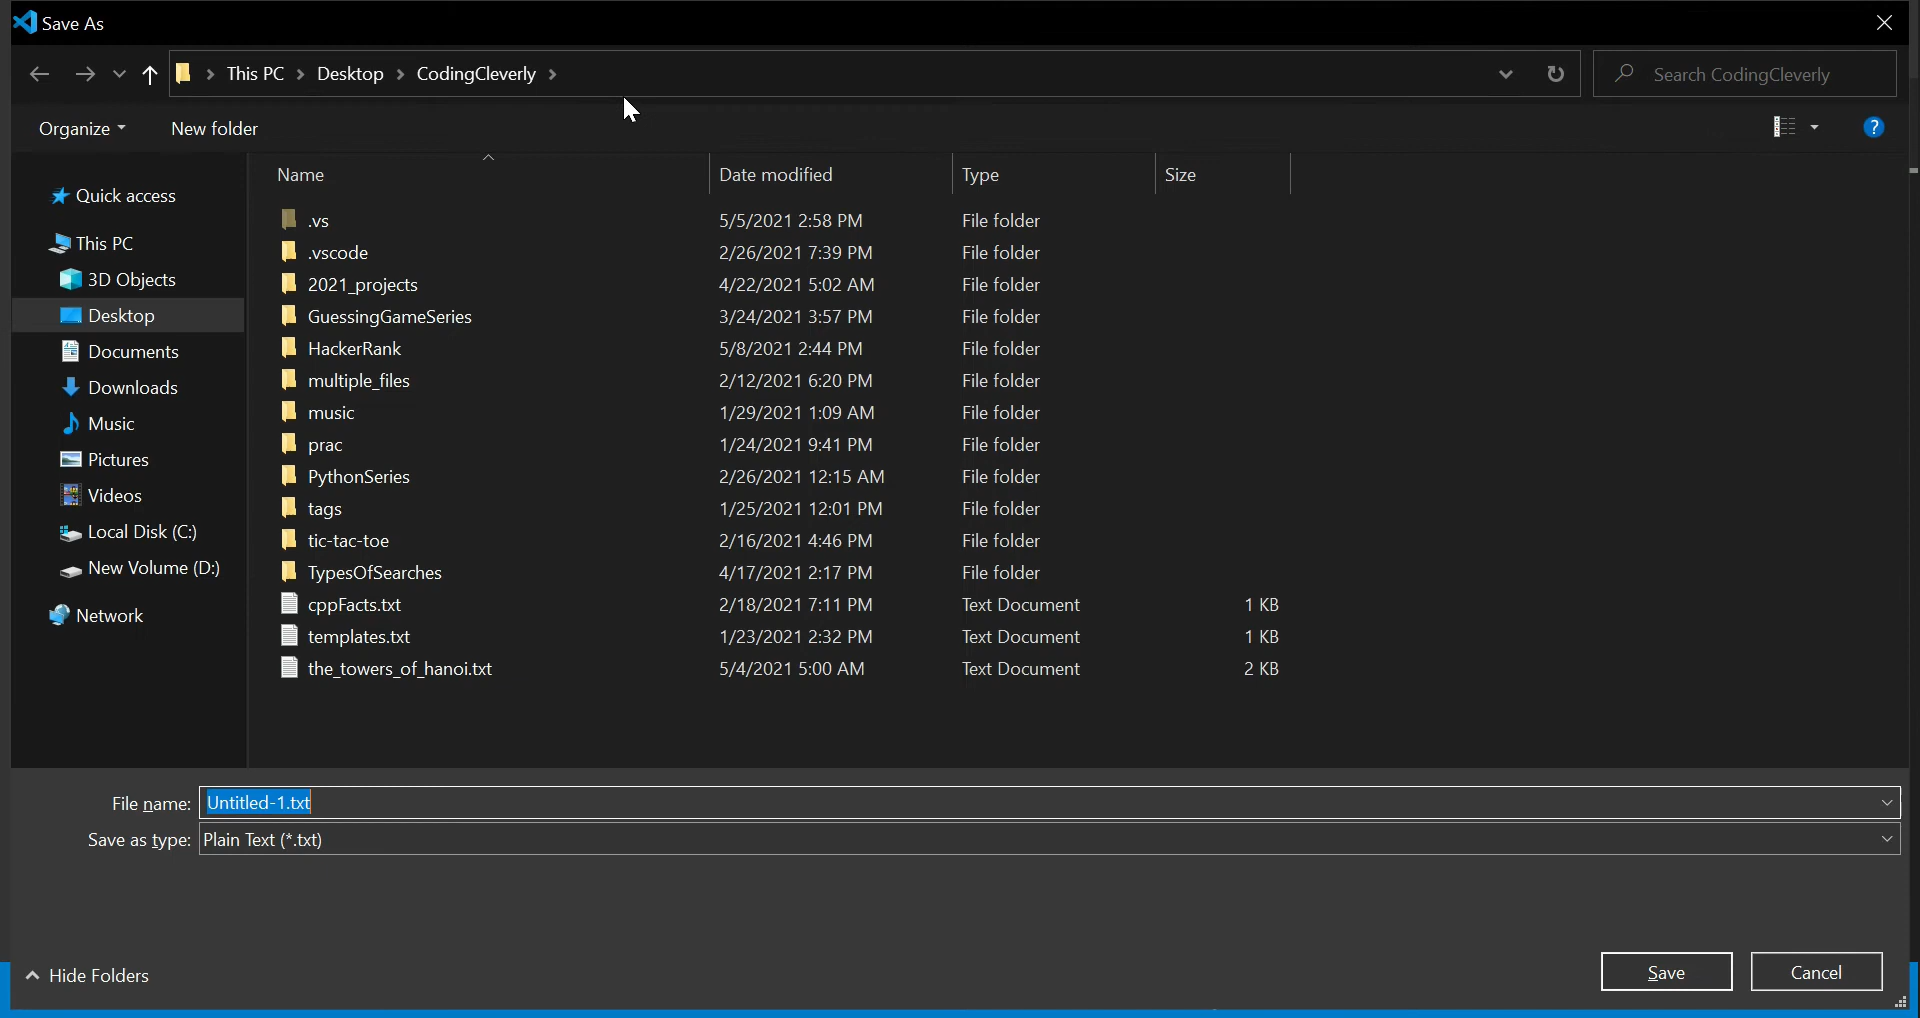 Save As
This PC > Desktop > CodingCleverly >
Search CodingCleverly
Organize
New folder
?
Name Date modified Type Size
Quick access
This PC
3D Objects
Desktop
Documents
Downloads
Music
Pictures
Videos
Local Disk (C:)
New Volume (D:)
Network
.vs 5/5/2021 2:58 PM File folder
.vscode 2/26/2021 7:39 PM File folder
2021_projects 4/22/2021 5:02 AM File folder
GuessingGameSeries 3/24/2021 3:57 PM File folder
HackerRank 5/8/2021 2:44 PM File folder
multiple_files 2/12/2021 6:20 PM File folder
music 1/29/2021 1:09 AM File folder
prac 1/24/2021 9:41 PM File folder
PythonSeries 2/26/2021 12:15 AM File folder
tags 1/25/2021 12:01 PM File folder
tic-tac-toe 2/16/2021 4:46 PM File folder
TypesOfSearches 4/17/2021 2:17 PM File folder
cppFacts.txt 2/18/2021 7:11 PM Text Document 1 KB
templates.txt 1/23/2021 2:32 PM Text Document 1 KB
the_towers_of_hanoi.txt 5/4/2021 5:00 AM Text Document 2 KB
File name: Untitled-1.txt
Save as type: Plain Text (*.txt)
Hide Folders
Save
Cancel